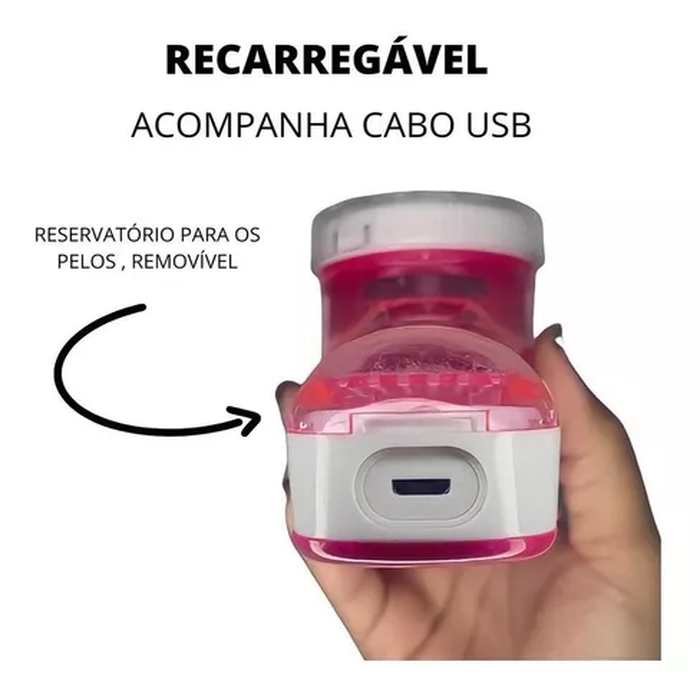 RECARREGÁVEL
ACOMPANHA CABO USB
RESERVATÓRIO PARA OS
PELOS , REMOVÍVEL